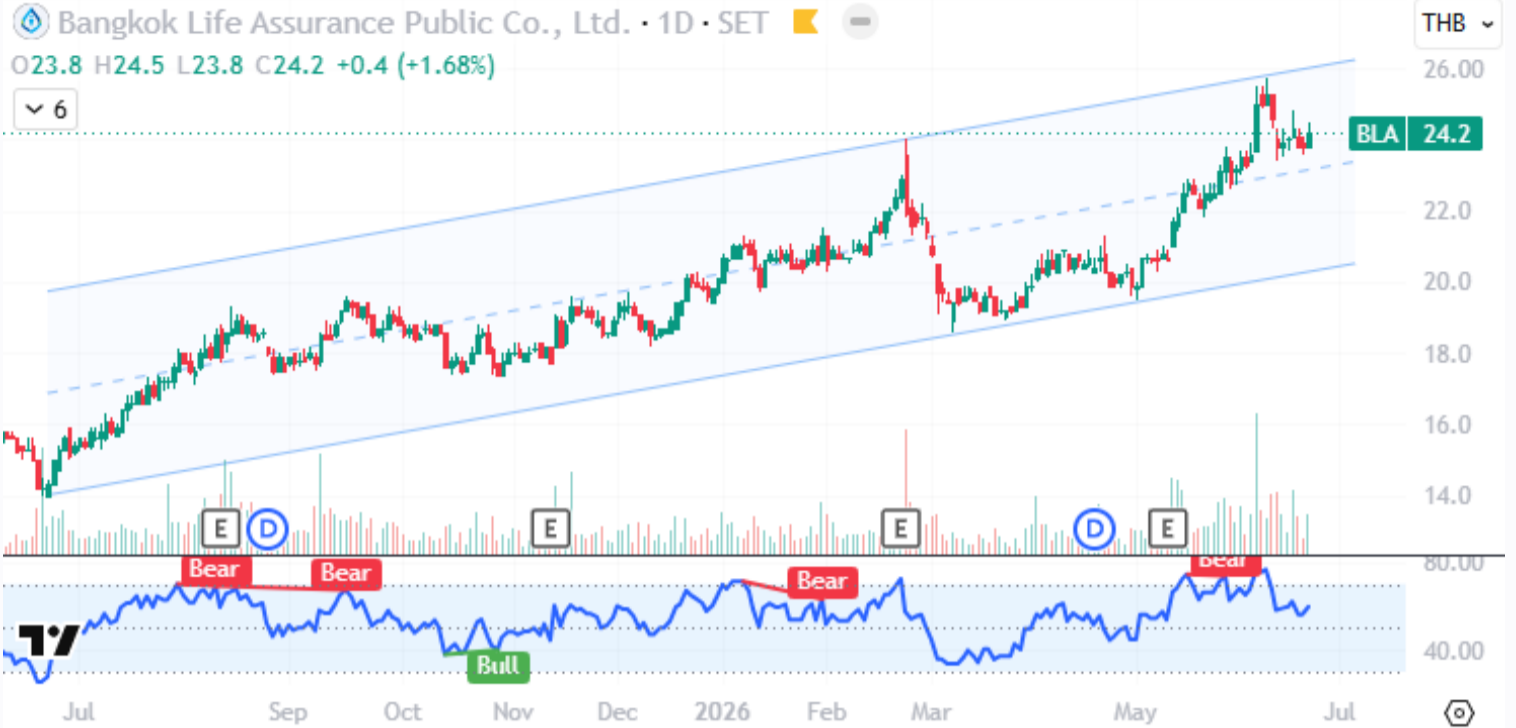 Bangkok Life Assurance Public Co., Ltd. · 1D · SET
THB
O23.8 H24.5 L23.8 C24.2 +0.4 (+1.68%)
6
26.00
BLA 24.2
22.0
20.0
18.0
16.0
14.0
E D E E D E
80.00
Bear Bear Bear Bear
Bull
40.00
Jul Sep Oct Nov Dec 2026 Feb Mar May Jul